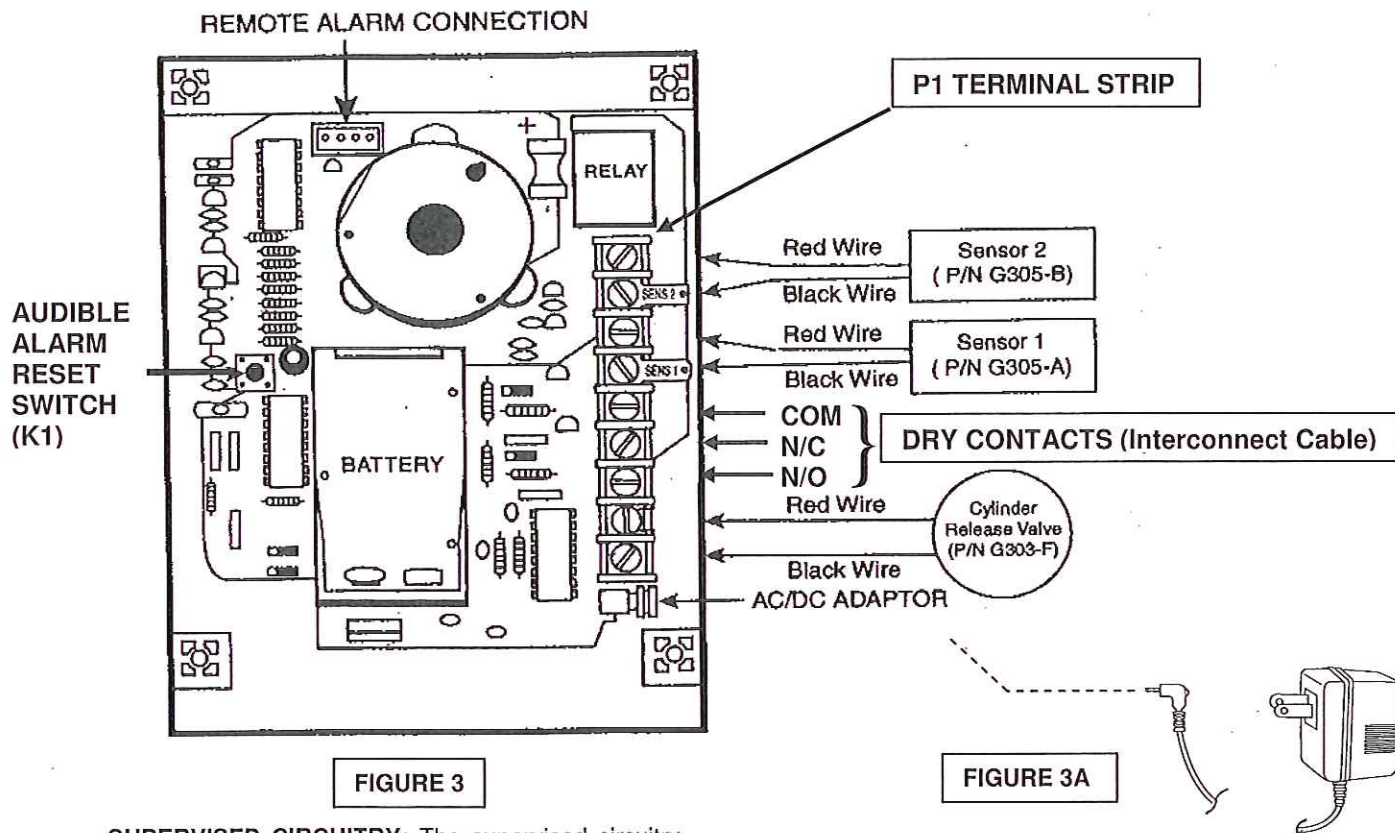 REMOTE ALARM CONNECTION
P1 TERMINAL STRIP
+
RELAY
Red Wire
Sensor 2
( P/N G305-B)
SENS 2
Black Wire
Red Wire
Sensor 1
( P/N G305-A)
SENS 1
Black Wire
AUDIBLE
ALARM
RESET
SWITCH
(K1)
COM
N/C
N/O
DRY CONTACTS (Interconnect Cable)
BATTERY
Red Wire
Cylinder
Release Valve
(P/N G303-F)
Black Wire
AC/DC ADAPTOR
FIGURE 3
FIGURE 3A
SUPERVISED CIRCUITRY: The supervised circuitry